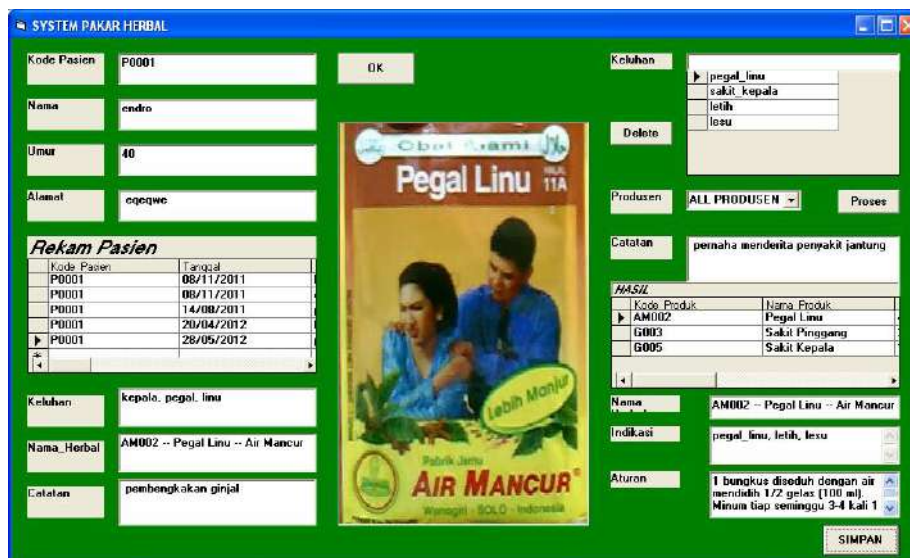 SYSTEM PAKAR HERBAL
Kode Pasien
P0001
Nama
endro
Umur
40
Alamat
eqeqwe
Rekam Pasien
Kode Pasien Tanggal
P0001 08/11/2011
P0001 08/11/2011
P0001 14/08/2011
P0001 20/04/2012
P0001 28/05/2012
Keluhan
kepala, pegal, linu
Nama_Herbal
AM002 -- Pegal Linu -- Air Mancur
Catatan
pembengkakan ginjal
OK
Obat Jami
Pegal Linu
11A
Lebih Manjur
Pabrik Jamu
AIR MANCUR®
Wonogiri - SOLO - Indonesia
Keluhan
pegal_linu
sakit_kepala
letih
lesu
Delete
Produsen
ALL PRODUSEN
Proses
Catatan
pernaha menderita penyakit jantung
HASIL
Kode Produk Nama Produk
AM002 Pegal Linu
G003 Sakit Pinggang
G005 Sakit Kepala
Nama
AM002 -- Pegal Linu -- Air Mancur
Indikasi
pegal_linu, letih, lesu
Aturan
1 bungkus diseduh dengan air
mendidih 1/2 gelas (100 ml).
Minum tiap seminggu 3-4 kali 1
SIMPAN